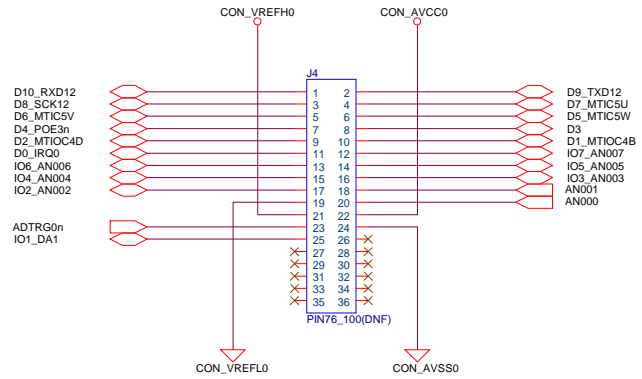 CON_VREFH0 CON_AVCC0
J4
D10_RXD12 1 2 D9_TXD12
D8_SCK12 3 4 D7_MTIC5U
D6_MTIC5V 5 6 D5_MTIC5W
D4_POE3n 7 8 D3
D2_MTIOC4D 9 10 D1_MTIOC4B
D0_IRQ0 11 12 IO7_AN007
IO6_AN006 13 14 IO5_AN005
IO4_AN004 15 16 IO3_AN003
IO2_AN002 17 18 AN001
19 20 AN000
21 22
ADTRG0n 23 24
IO1_DA1 25 26
27 28
29 30
31 32
33 34
35 36
PIN76_100(DNF)
CON_VREFL0 CON_AVSS0